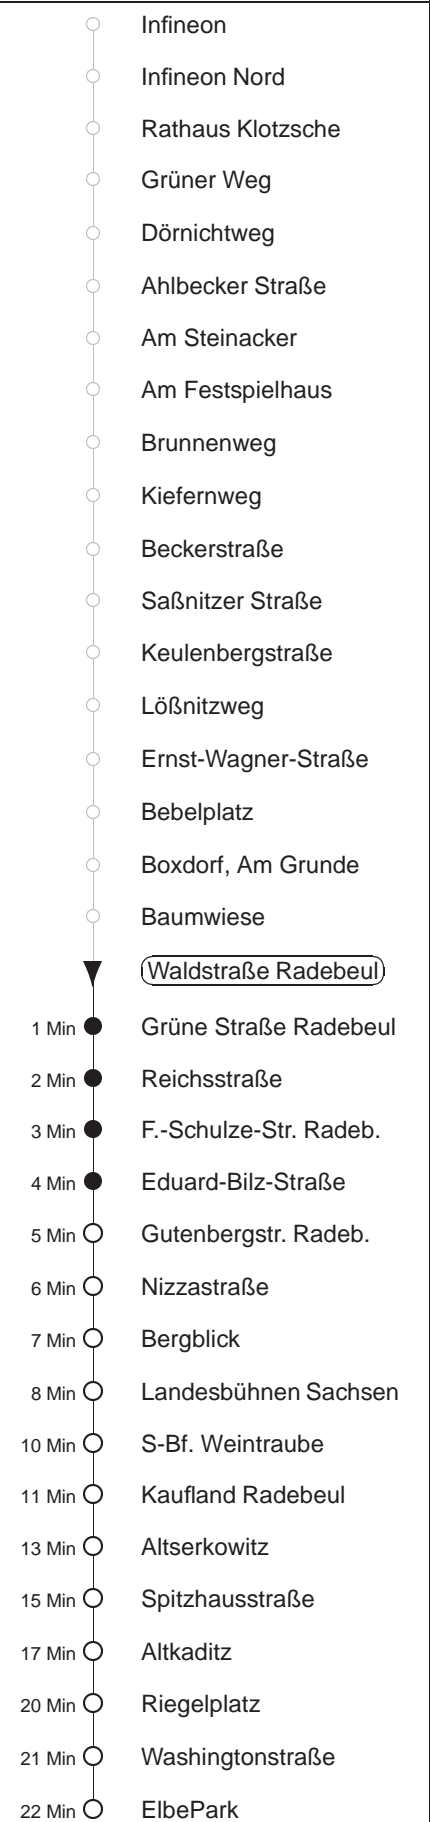 Infineon
Infineon Nord
Rathaus Klotzsche
Grüner Weg
Dörnichtweg
Ahlbecker Straße
Am Steinacker
Am Festspielhaus
Brunnenweg
Kiefernweg
Beckerstraße
Saßnitzer Straße
Keulenbergstraße
Lößnitzweg
Ernst-Wagner-Straße
Bebelplatz
Boxdorf, Am Grunde
Baumwiese
Waldstraße Radebeul
1 Min Grüne Straße Radebeul
2 Min Reichsstraße
3 Min F.-Schulze-Str. Radeb.
4 Min Eduard-Bilz-Straße
5 Min Gutenbergstr. Radeb.
6 Min Nizzastraße
7 Min Bergblick
8 Min Landesbühnen Sachsen
10 Min S-Bf. Weintraube
11 Min Kaufland Radebeul
13 Min Altserkowitz
15 Min Spitzhausstraße
17 Min Altkaditz
20 Min Riegelplatz
21 Min Washingtonstraße
22 Min ElbePark